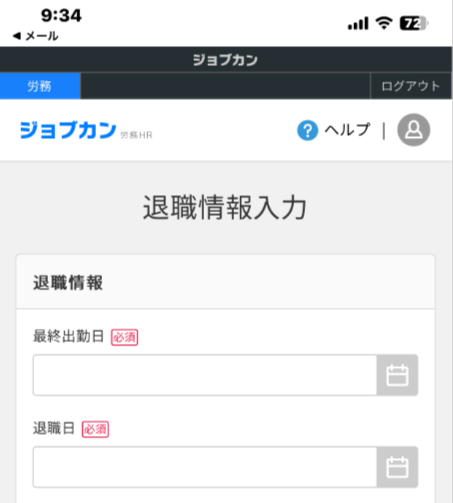 9:34
72
◀ メール
ジョブカン
労務
ログアウト
ジョブカン 労務HR
? ヘルプ |
退職情報入力
退職情報
最終出勤日 必須
退職日 必須